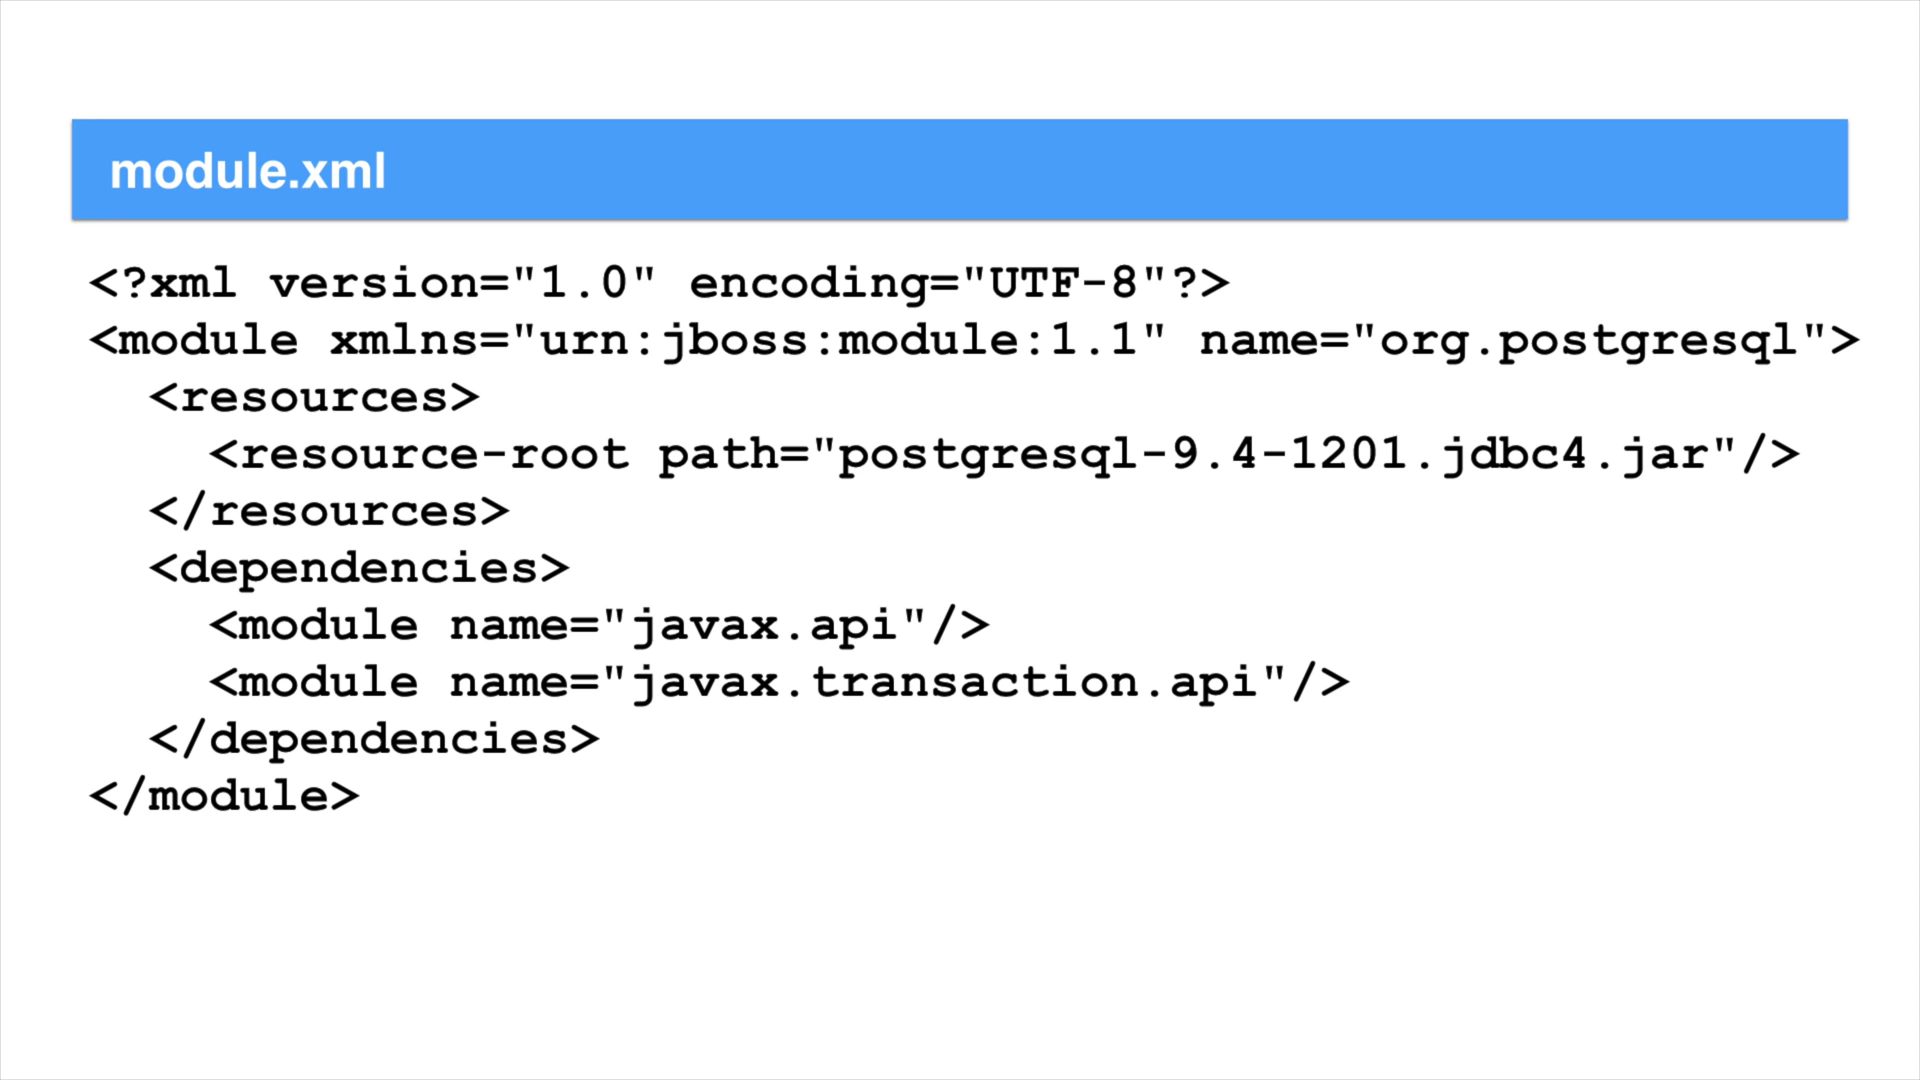 module.xml
<?xml version="1.0" encoding="UTF-8"?>
<module xmlns="urn:jboss:module:1.1" name="org.postgresql">
  <resources>
    <resource-root path="postgresql-9.4-1201.jdbc4.jar"/>
  </resources>
  <dependencies>
    <module name="javax.api"/>
    <module name="javax.transaction.api"/>
  </dependencies>
</module>